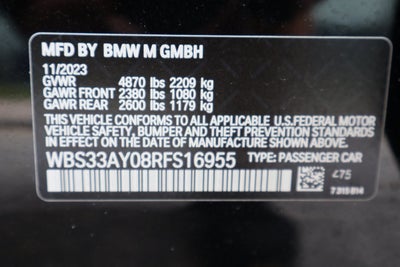 MFD BY BMW M GMBH
11/2023
GVWR 4870 lbs 2209 kg
GAWR FRONT 2380 lbs 1080 kg
GAWR REAR 2600 lbs 1179 kg
THIS VEHICLE CONFORMS TO ALL APPLICABLE U.S.FEDERAL MOTOR
VEHICLE SAFETY, BUMPER AND THEFT PREVENTION STANDARDS
IN EFFECT ON THE DATE OF MANUFACTURE SHOWN ABOVE.
WBS33AY08RFS16955 TYPE: PASSENGER CAR
475
7 315 814